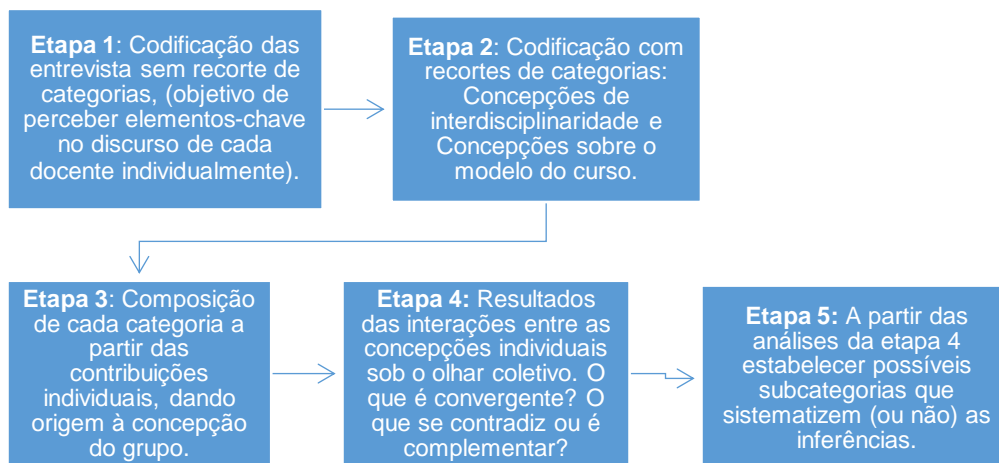 Etapa 1: Codificação das
entrevista sem recorte de
categorias, (objetivo de
perceber elementos-chave
no discurso de cada
docente individualmente).
Etapa 2: Codificação com
recortes de categorias:
Concepções de
interdisciplinaridade e
Concepções sobre o
modelo do curso.
Etapa 3: Composição
de cada categoria a
partir das
contribuições
individuais, dando
origem à concepção
do grupo.
Etapa 4: Resultados
das interações entre as
concepções individuais
sob o olhar coletivo. O
que é convergente? O
que se contradiz ou é
complementar?
Etapa 5: A partir das
análises da etapa 4
estabelecer possíveis
subcategorias que
sistematizem (ou não) as
inferências.